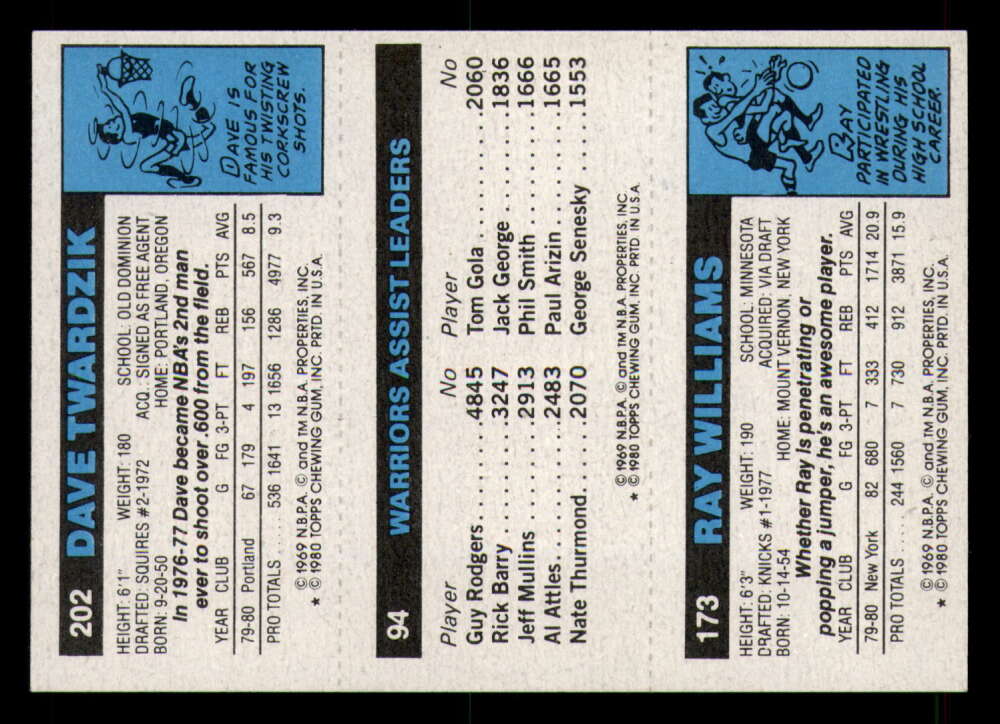 202 DAVE TWARDZIK
HEIGHT: 6'1" WEIGHT: 180 SCHOOL: OLD DOMINION
DRAFTED: SQUIRES #2-1972 ACQ.: SIGNED AS FREE AGENT
BORN: 9-20-50 HOME: PORTLAND, OREGON
In 1976-77 Dave became NBA's 2nd man
ever to shoot over .600 from the field.
YEAR CLUB G FG 3-PT FT REB PTS AVG
79-80 Portland 67 179 4 197 156 567 8.5
PRO TOTALS .... 536 1641 13 1656 1286 4977 9.3
© 1969 N.B.P.A. © and TM N.B.A. PROPERTIES, INC.
★ © 1980 TOPPS CHEWING GUM, INC. PRTD. IN U.S.A.
DAVE IS
FAMOUS FOR
HIS TWISTING
CORKSCREW
SHOTS.
94 WARRIORS ASSIST LEADERS
Player No Player No
Guy Rodgers ........4845 Tom Gola ............2060
Rick Barry ..........3247 Jack George .........1836
Jeff Mullins .........2913 Phil Smith ..........1666
Al Attles............2483 Paul Arizin .........1665
Nate Thurmond....2070 George Senesky .....1553
© 1969 N.B.P.A. © and TM N.B.A. PROPERTIES, INC.
★ © 1980 TOPPS CHEWING GUM, INC. PRTD. IN U.S.A.
173 RAY WILLIAMS
HEIGHT: 6'3" WEIGHT: 190 SCHOOL: MINNESOTA
DRAFTED: KNICKS #1-1977 ACQUIRED: VIA DRAFT
BORN: 10-14-54 HOME: MOUNT VERNON, NEW YORK
Whether Ray is penetrating or
popping a jumper, he's an awesome player.
YEAR CLUB G FG 3-PT FT REB PTS AVG
79-80 New York 82 680 7 333 412 1714 20.9
PRO TOTALS .... 244 1560 7 730 912 3871 15.9
© 1969 N.B.P.A. © and TM N.B.A. PROPERTIES, INC.
★ © 1980 TOPPS CHEWING GUM, INC. PRTD. IN U.S.A.
RAY
PARTICIPATED
IN WRESTLING
DURING HIS
HIGH SCHOOL
CAREER.